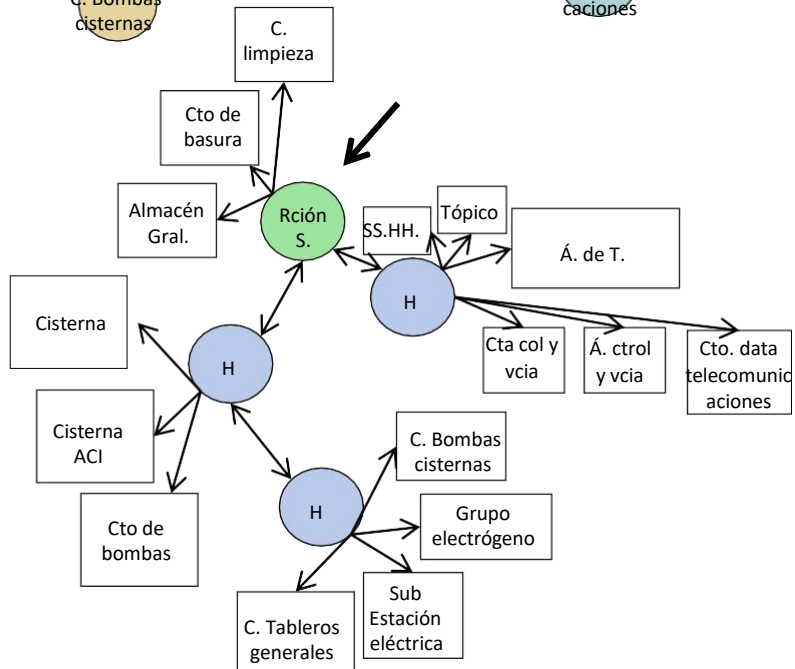 C. Bombas
cisternas
caciones
C.
limpieza
Cto de
basura
Almacén
Gral.
Rción
S.
SS.HH.
Tópico
Á. de T.
H
Cisterna
H
Cta col y
vcia
Á. ctrol
y vcia
Cto. data
telecomunic
aciones
Cisterna
ACI
C. Bombas
cisternas
Cto de
bombas
H
Grupo
electrógeno
C. Tableros
generales
Sub
Estación
eléctrica